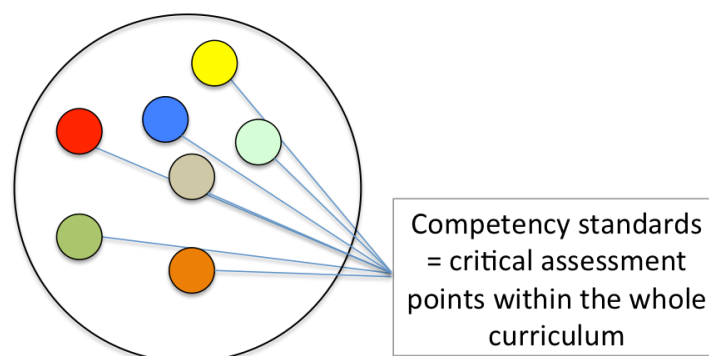 Competency standards
= critical assessment
points within the whole
curriculum